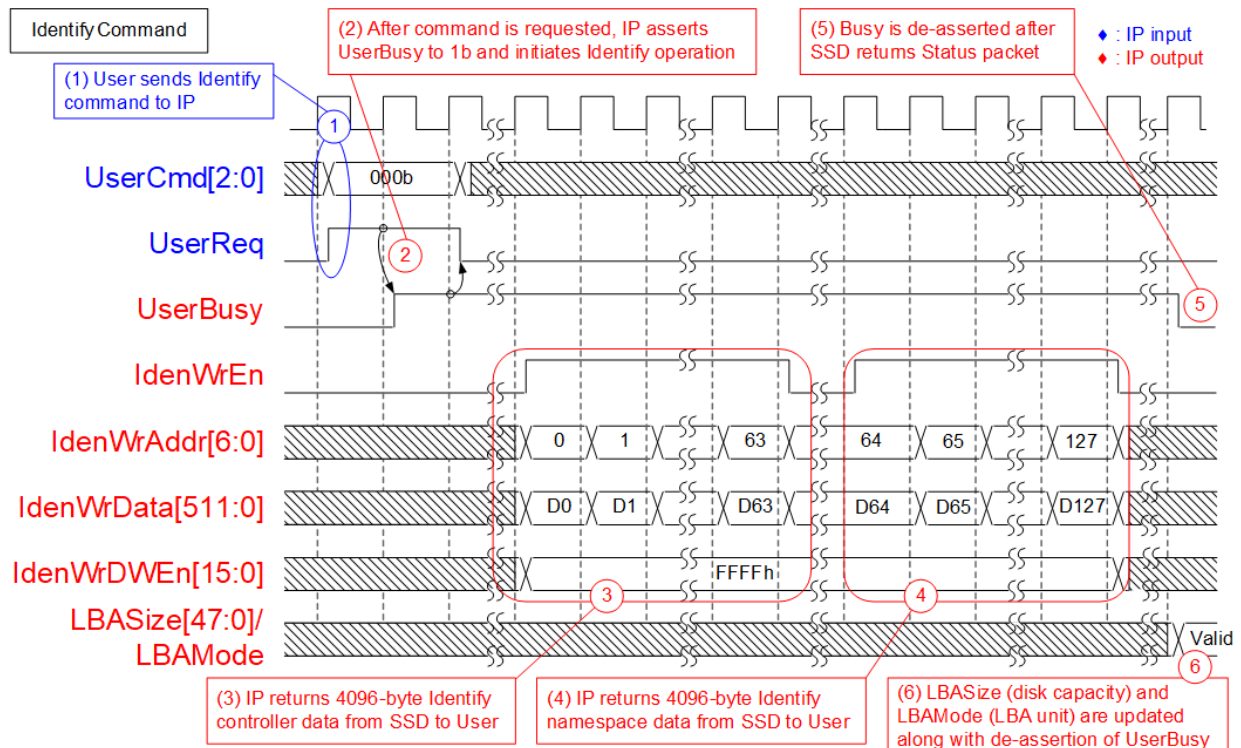 Identify Command
(2) After command is requested, IP asserts
UserBusy to 1b and initiates Identify operation
(5) Busy is de-asserted after
SSD returns Status packet
♦ : IP input
♦ : IP output
(1) User sends Identify
command to IP
1
UserCmd[2:0]
000b
UserReq
2
UserBusy
5
IdenWrEn
IdenWrAddr[6:0]
0 1 63 64 65 127
IdenWrData[511:0]
D0 D1 D63 D64 D65 D127
IdenWrDWEn[15:0]
FFFFh
3
4
LBASize[47:0]/
LBAMode
Valid
6
(3) IP returns 4096-byte Identify
controller data from SSD to User
(4) IP returns 4096-byte Identify
namespace data from SSD to User
(6) LBASize (disk capacity) and
LBAMode (LBA unit) are updated
along with de-assertion of UserBusy